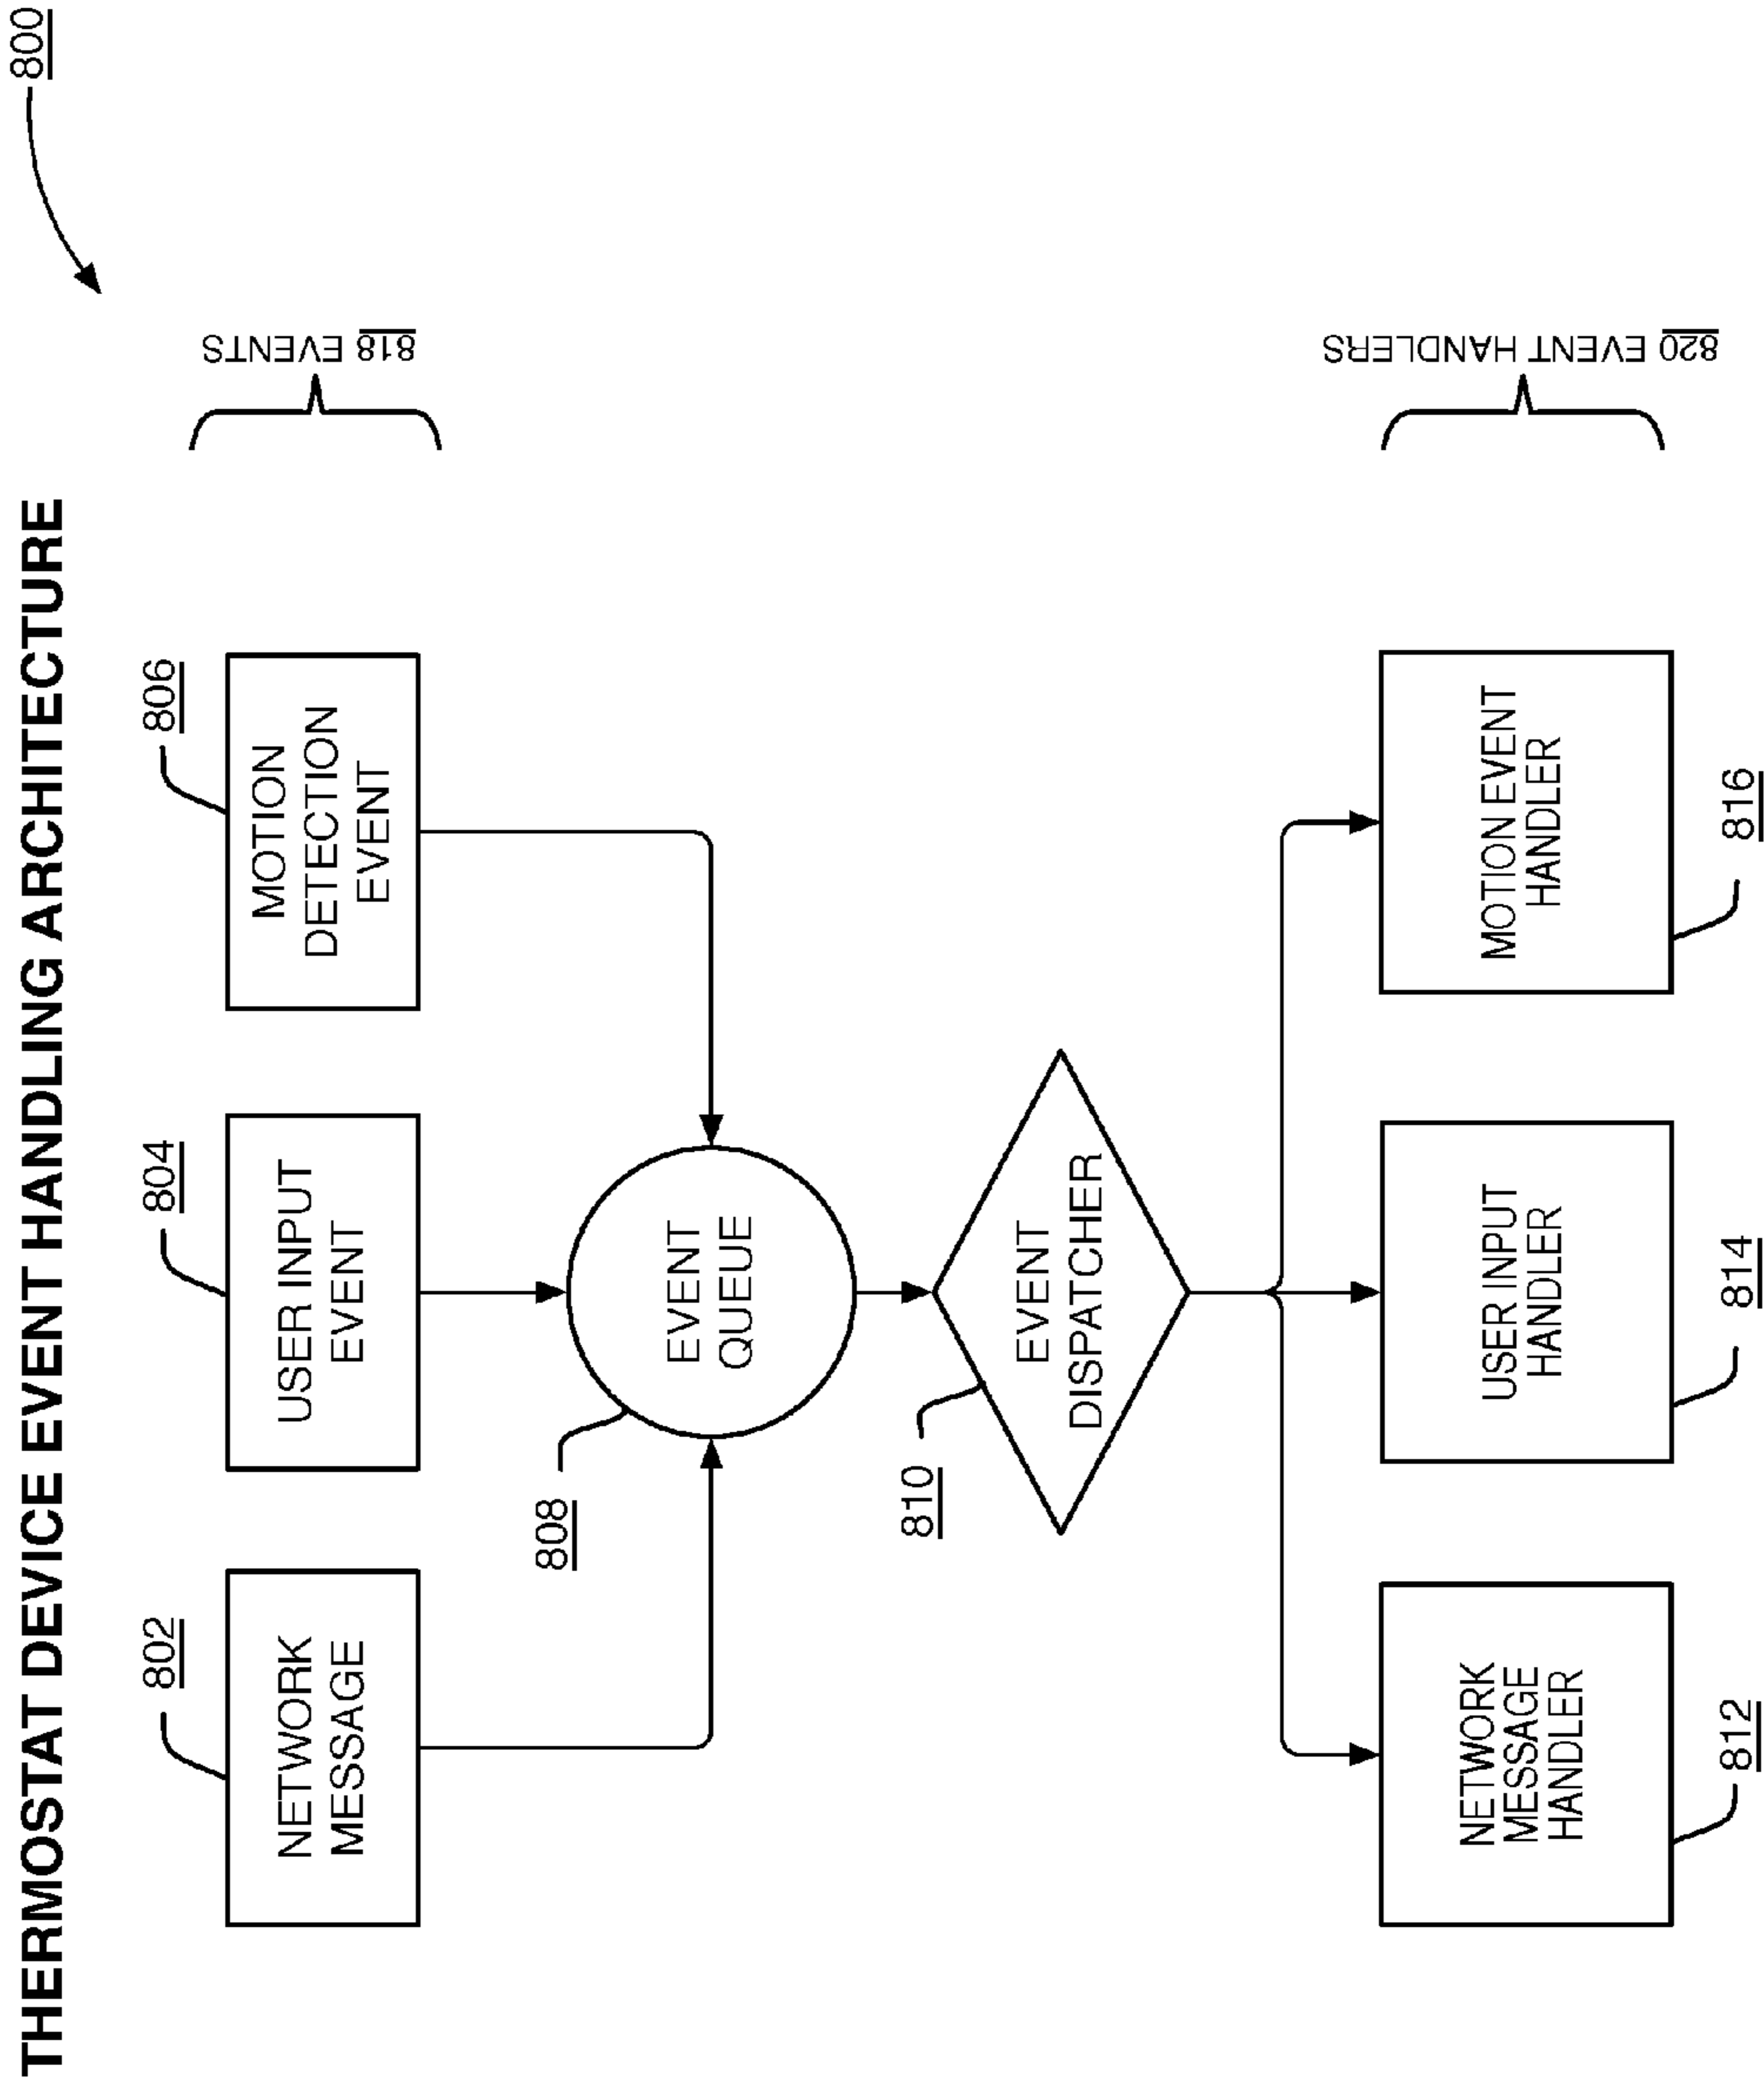 THERMOSTAT DEVICE EVENT HANDLING ARCHITECTURE
800
802
804
806
NETWORK
MESSAGE
USER INPUT
EVENT
MOTION
DETECTION
EVENT
818 EVENTS
808
EVENT
QUEUE
810
EVENT
DISPATCHER
NETWORK
MESSAGE
HANDLER
USER INPUT
HANDLER
MOTION EVENT
HANDLER
820 EVENT HANDLERS
812
814
816